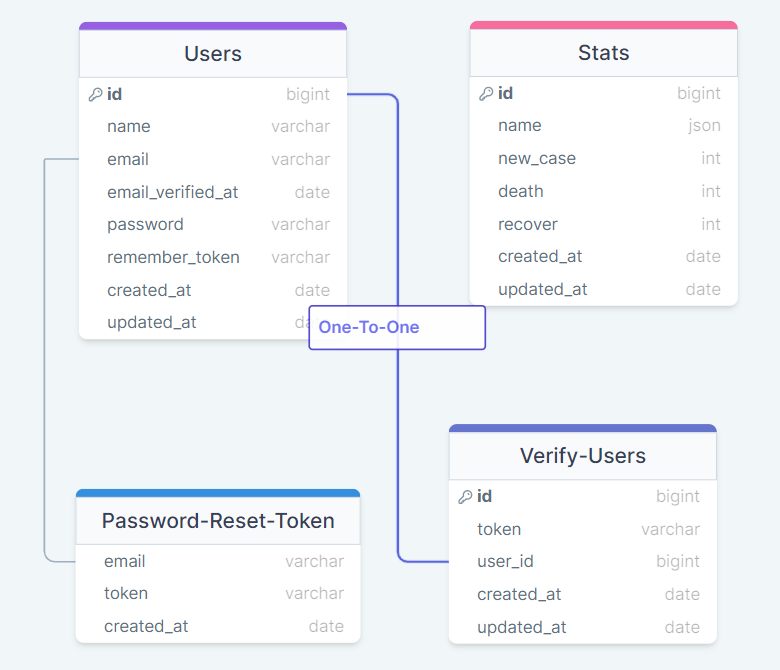 Users
id bigint
name varchar
email varchar
email_verified_at date
password varchar
remember_token varchar
created_at date
updated_at
One-To-One
Stats
id bigint
name json
new_case int
death int
recover int
created_at date
updated_at date
Password-Reset-Token
email varchar
token varchar
created_at date
Verify-Users
id bigint
token varchar
user_id bigint
created_at date
updated_at date